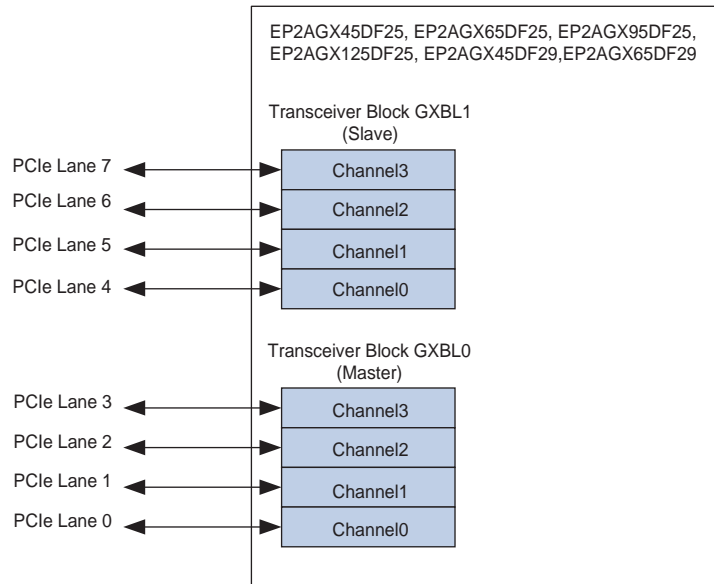 EP2AGX45DF25, EP2AGX65DF25, EP2AGX95DF25,
EP2AGX125DF25, EP2AGX45DF29,EP2AGX65DF29
Transceiver Block GXBL1
(Slave)
PCIe Lane 7
Channel3
PCIe Lane 6
Channel2
PCIe Lane 5
Channel1
PCIe Lane 4
Channel0
Transceiver Block GXBL0
(Master)
PCIe Lane 3
Channel3
PCIe Lane 2
Channel2
PCIe Lane 1
Channel1
PCIe Lane 0
Channel0